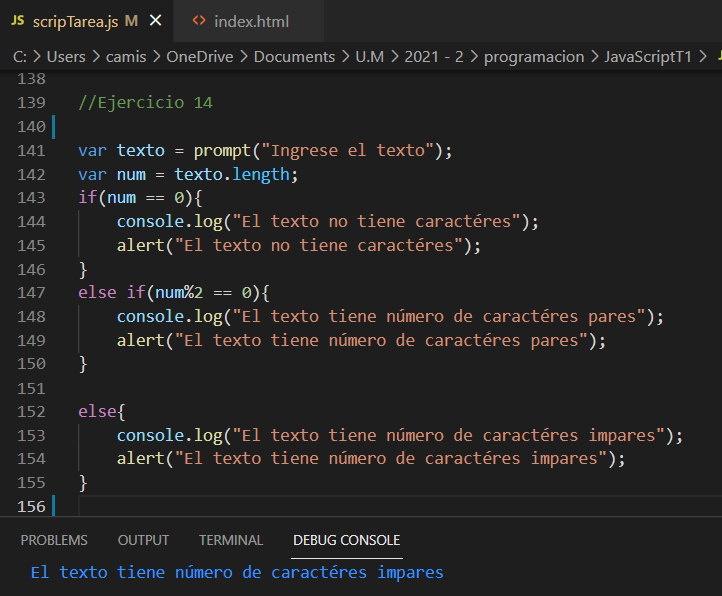 JS scripTarea.js M ×
<> index.html
C: > Users > camis > OneDrive > Documents > U.M > 2021 - 2 > programacion > JavaScriptT1 >
138
139 //Ejercicio 14
140
141 var texto = prompt("Ingrese el texto");
142 var num = texto.length;
143 if(num == 0){
144 console.log("El texto no tiene caractéres");
145 alert("El texto no tiene caractéres");
146 }
147 else if(num%2 == 0){
148 console.log("El texto tiene número de caractéres pares");
149 alert("El texto tiene número de caractéres pares");
150 }
151
152 else{
153 console.log("El texto tiene número de caractéres impares");
154 alert("El texto tiene número de caractéres impares");
155 }
156
PROBLEMS OUTPUT TERMINAL DEBUG CONSOLE
El texto tiene número de caractéres impares